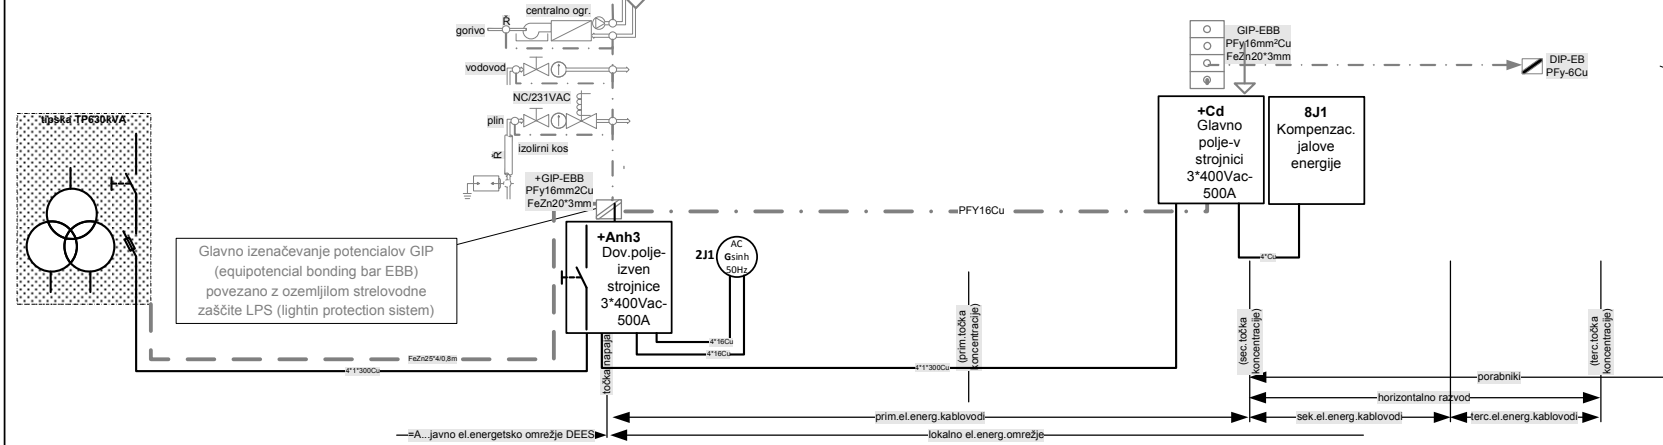 centralno ogr.
Ř
gorivo
vodovod
NC/231VAC
plin
izolirni kos
Ř
+GIP-EBB
PFy16mm2Cu
FeZn20*3mm
GIP-EBB
PFy16mm²Cu
FeZn20*3mm
DIP-EB
PFy-6Cu
tipska TP630kVA
+Cd
Glavno
polje-v
strojnici
3*400Vac-
500A
8J1
Kompenzac.
jalove
energije
PFY16Cu
Glavno izenačevanje potencialov GIP
(equipotencial bonding bar EBB)
povezano z ozemljilom strelovodne
zaščite LPS (lightin protection sistem)
+Anh3
Dov.polje-
izven
strojnice
3*400Vac-
500A
2J1
AC
Gsinh
50Hz
4*Cu
4*16Cu
4*16Cu
FeZn25*4/0,8m
4*1*300Cu
4*1*300Cu
točka napaja
(prim.točka
koncentracije)
(sec.točka
koncentracije)
(terc.točka
koncentracije)
porabniki
horizontalno razvod
prim.el.energ.kablovodi
sek.el.energ.kablovodi
terc.el.energ.kablovodi
=A...javno el.energetsko omrežje DEES
lokalno el.energ.omrežje